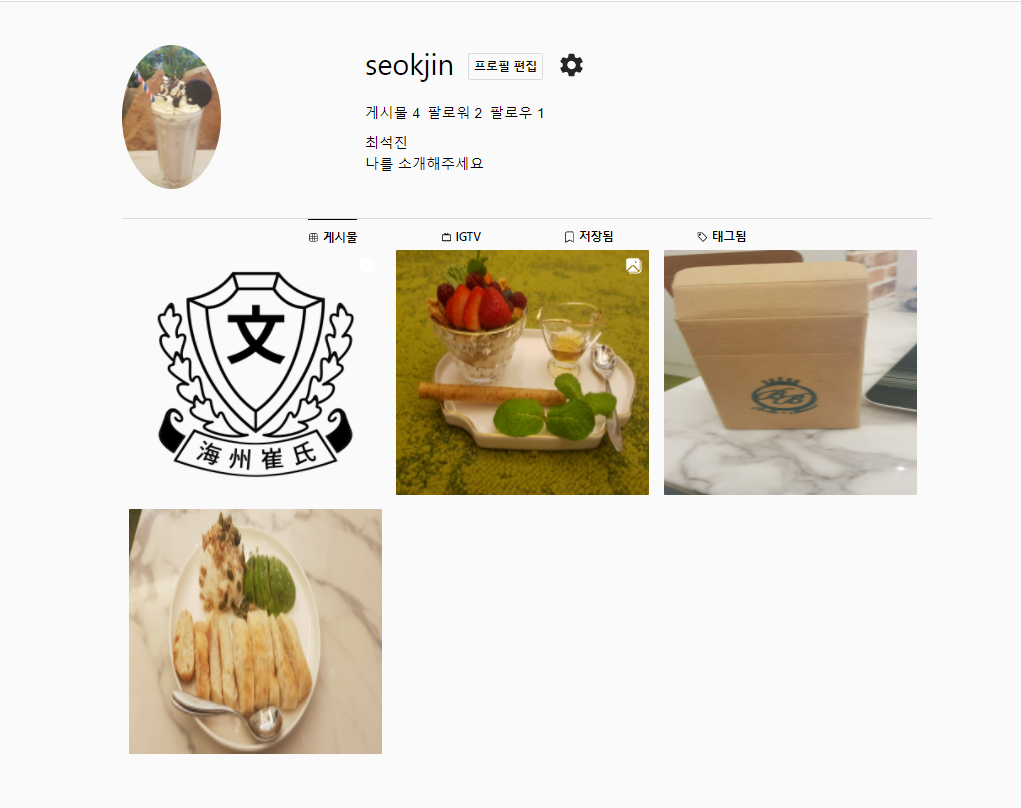 seokjin 프로필 편집
게시물 4 팔로워 2 팔로우 1
최석진
나를 소개해주세요
게시물 IGTV 저장됨 태그됨
文
海州崔氏